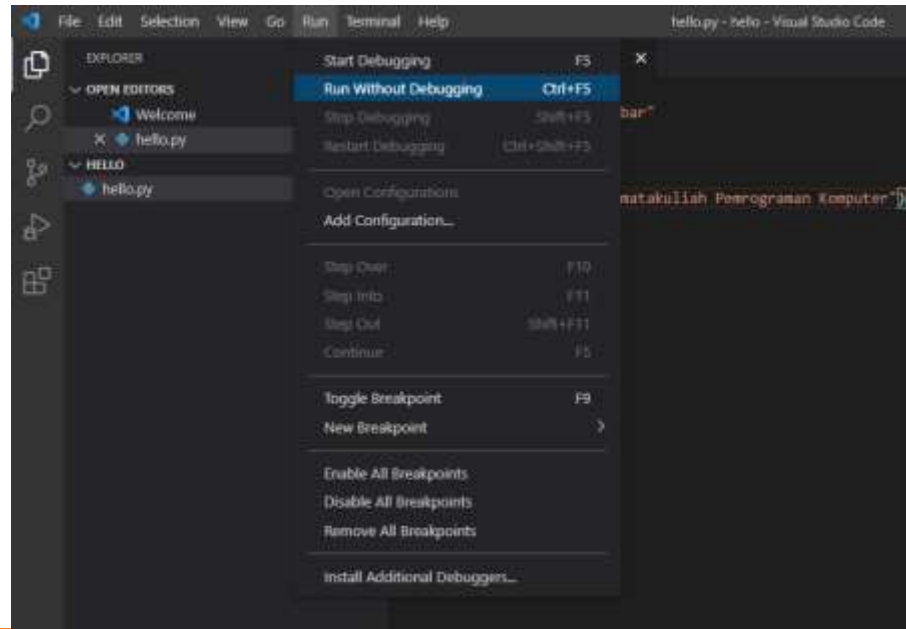 File Edit Selection View Go Run Terminal Help hello.py - hello - Visual Studio Code
EXPLORER
OPEN EDITORS
Welcome
hello.py
HELLO
hello.py
Start Debugging F5
Run Without Debugging Ctrl+F5
Stop Debugging Shift+F5
Restart Debugging Ctrl+Shift+F5
Open Configurations
Add Configuration...
Step Over F10
Step Into F11
Step Out Shift+F11
Continue F5
Toggle Breakpoint F9
New Breakpoint
Enable All Breakpoints
Disable All Breakpoints
Remove All Breakpoints
Install Additional Debuggers...
bar"
matakuliah Pemrograman Komputer")